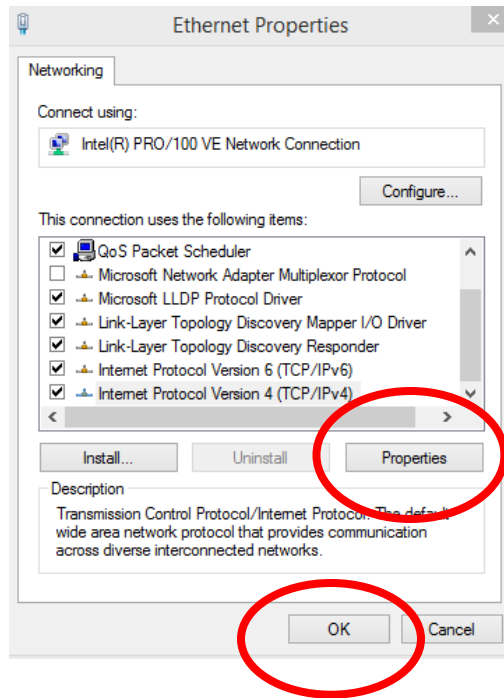 Ethernet Properties
Networking
Connect using:
Intel(R) PRO/100 VE Network Connection
Configure...
This connection uses the following items:
QoS Packet Scheduler
Microsoft Network Adapter Multiplexor Protocol
Microsoft LLDP Protocol Driver
Link-Layer Topology Discovery Mapper I/O Driver
Link-Layer Topology Discovery Responder
Internet Protocol Version 6 (TCP/IPv6)
Internet Protocol Version 4 (TCP/IPv4)
Install... Uninstall Properties
Description
Transmission Control Protocol/Internet Protocol. The default
wide area network protocol that provides communication
across diverse interconnected networks.
OK Cancel